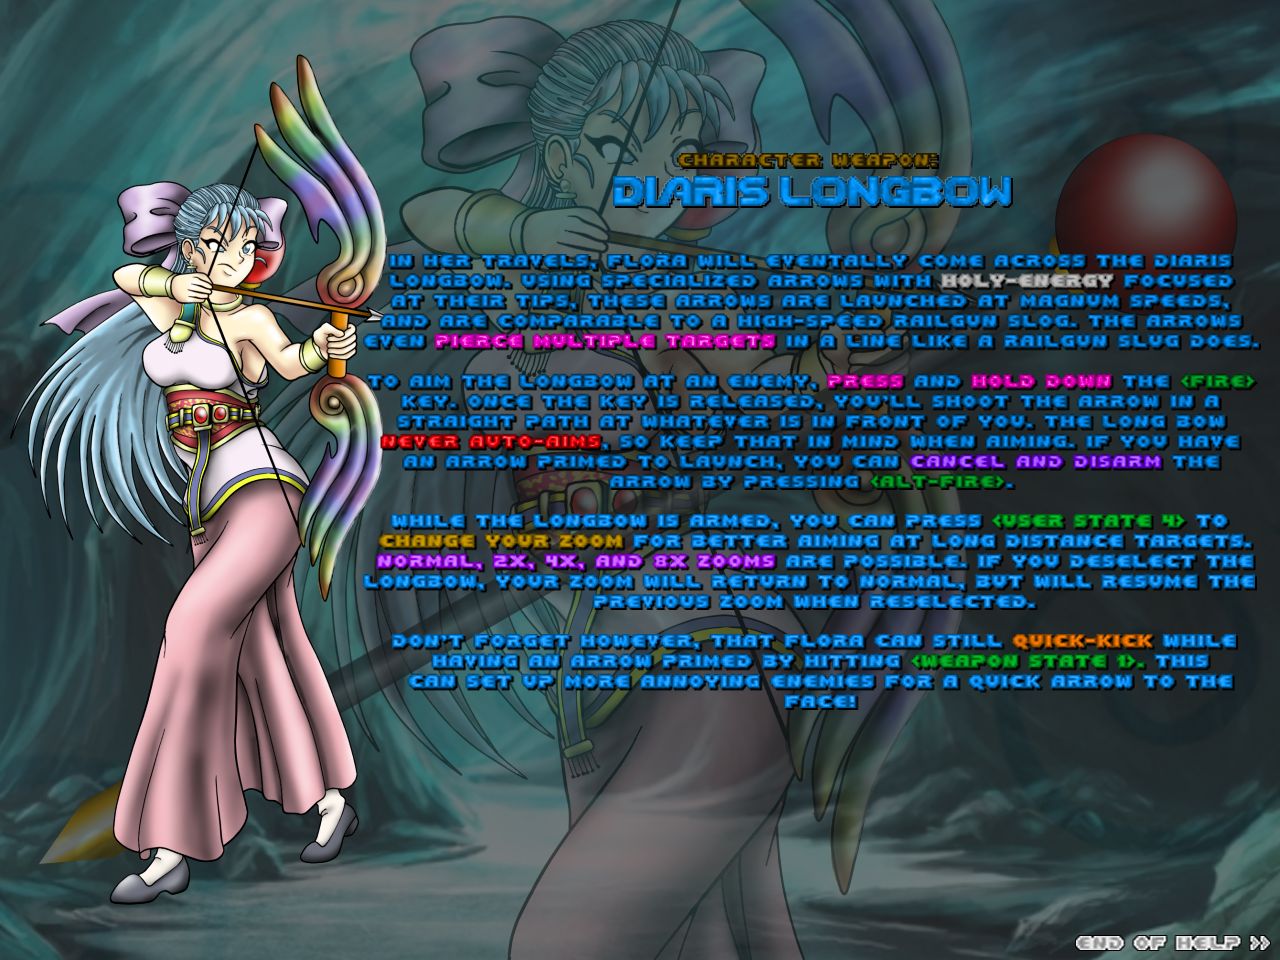 CHARACTER WEAPON:
DIARIS LONGBOW
IN HER TRAVELS, FLORA WILL EVENTALLY COME ACROSS THE DIARIS
LONGBOW. USING SPECIALIZED ARROWS WITH HOLY-ENERGY FOCUSED
AT THEIR TIPS, THESE ARROWS ARE LAUNCHED AT MAGNUM SPEEDS,
AND ARE COMPARABLE TO A HIGH-SPEED RAILGUN SLOG. THE ARROWS
EVEN PIERCE MULTIPLE TARGETS IN A LINE LIKE A RAILGUN SLUG DOES.
TO AIM THE LONGBOW AT AN ENEMY, PRESS AND HOLD DOWN THE <FIRE>
KEY. ONCE THE KEY IS RELEASED, YOU'LL SHOOT THE ARROW IN A
STRAIGHT PATH AT WHATEVER IS IN FRONT OF YOU. THE LONG BOW
NEVER AUTO-AIMS, SO KEEP THAT IN MIND WHEN AIMING. IF YOU HAVE
AN ARROW PRIMED TO LAUNCH, YOU CAN CANCEL AND DISARM THE
ARROW BY PRESSING <ALT-FIRE>.
WHILE THE LONGBOW IS ARMED, YOU CAN PRESS <USER STATE 4> TO
CHANGE YOUR ZOOM FOR BETTER AIMING AT LONG DISTANCE TARGETS.
NORMAL, 2X, 4X, AND 8X ZOOMS ARE POSSIBLE. IF YOU DESELECT THE
LONGBOW, YOUR ZOOM WILL RETURN TO NORMAL, BUT WILL RESUME THE
PREVIOUS ZOOM WHEN RESELECTED.
DON'T FORGET HOWEVER, THAT FLORA CAN STILL QUICK-KICK WHILE
HAVING AN ARROW PRIMED BY HITTING <WEAPON STATE 1>. THIS
CAN SET UP MORE ANNOYING ENEMIES FOR A QUICK ARROW TO THE
FACE!
END OF HELP >>